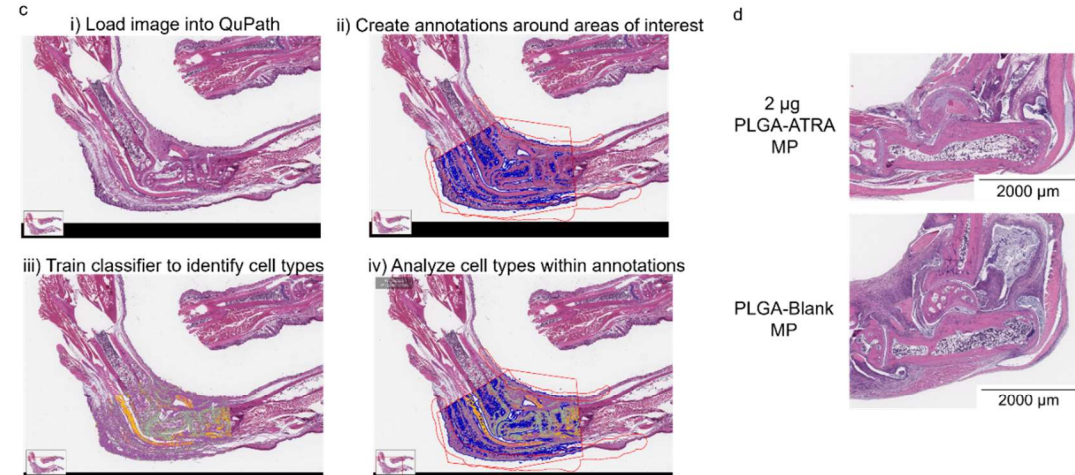 c
i) Load image into QuPath
ii) Create annotations around areas of interest
iii) Train classifier to identify cell types
iv) Analyze cell types within annotations
d
2 µg
PLGA-ATRA
MP
2000 µm
PLGA-Blank
MP
2000 µm